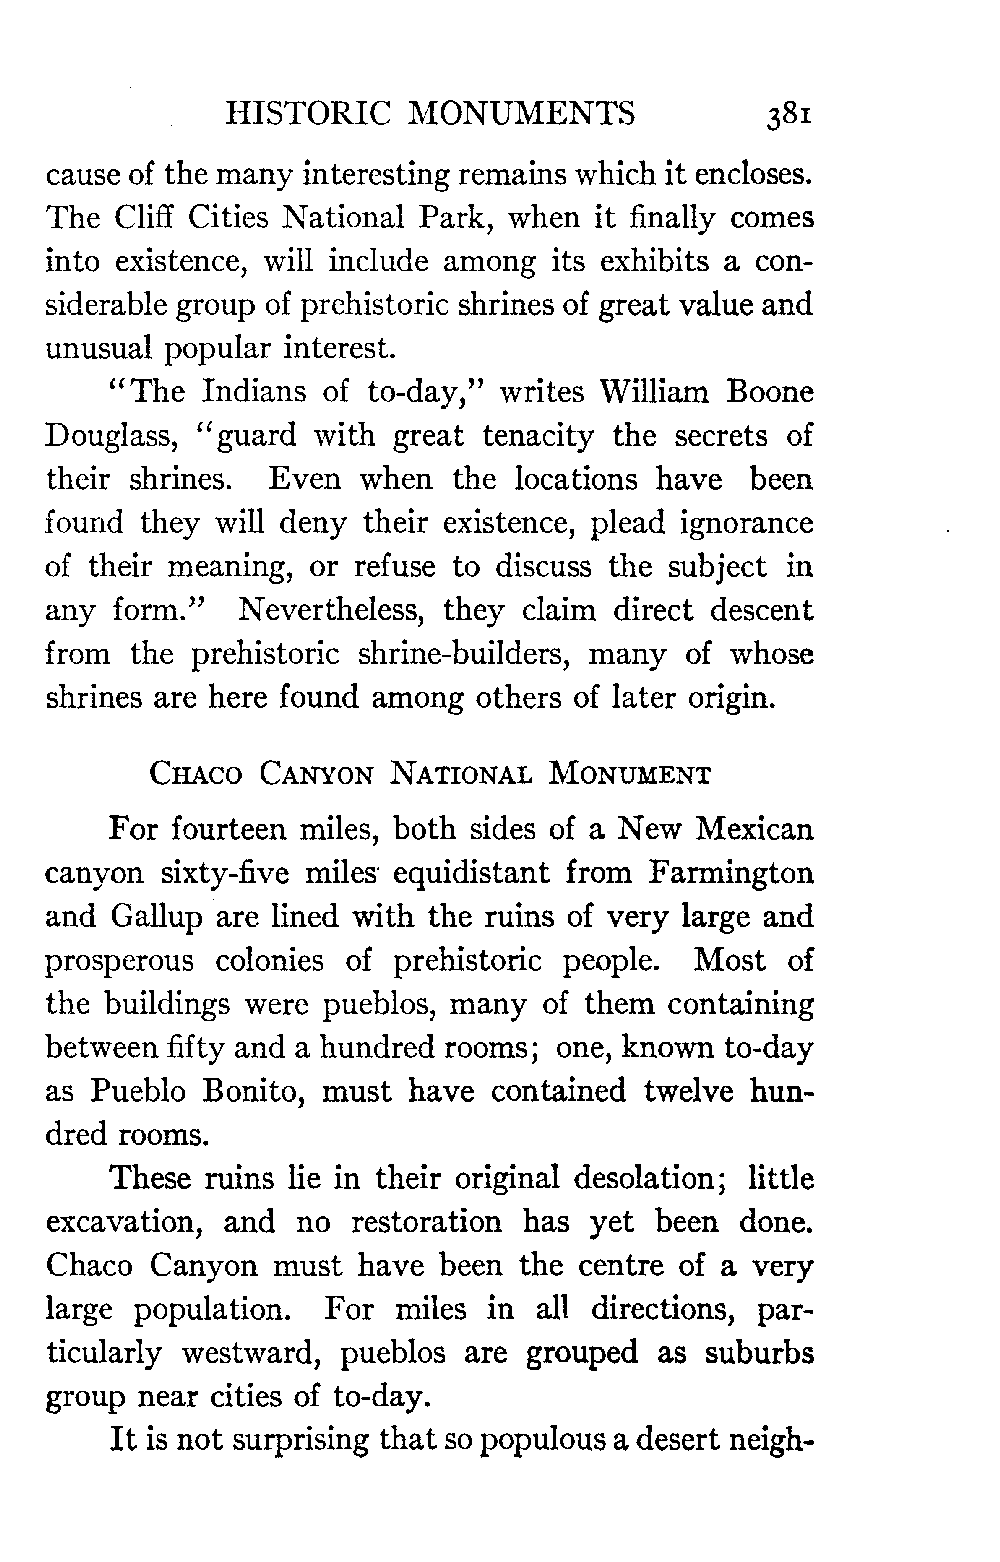 HISTORIC MONUMENTS 381
cause of the many interesting remains which it encloses.
The Cliff Cities National Park, when it finally comes
into existence, will include among its exhibits a con-
siderable group of prehistoric shrines of great value and
unusual popular interest.
"The Indians of to-day," writes William Boone
Douglass, "guard with great tenacity the secrets of
their shrines. Even when the locations have been
found they will deny their existence, plead ignorance
of their meaning, or refuse to discuss the subject in
any form." Nevertheless, they claim direct descent
from the prehistoric shrine-builders, many of whose
shrines are here found among others of later origin.
CHACO CANYON NATIONAL MONUMENT
For fourteen miles, both sides of a New Mexican
canyon sixty-five miles equidistant from Farmington
and Gallup are lined with the ruins of very large and
prosperous colonies of prehistoric people. Most of
the buildings were pueblos, many of them containing
between fifty and a hundred rooms; one, known to-day
as Pueblo Bonito, must have contained twelve hun-
dred rooms.
These ruins lie in their original desolation; little
excavation, and no restoration has yet been done.
Chaco Canyon must have been the centre of a very
large population. For miles in all directions, par-
ticularly westward, pueblos are grouped as suburbs
group near cities of to-day.
It is not surprising that so populous a desert neigh-